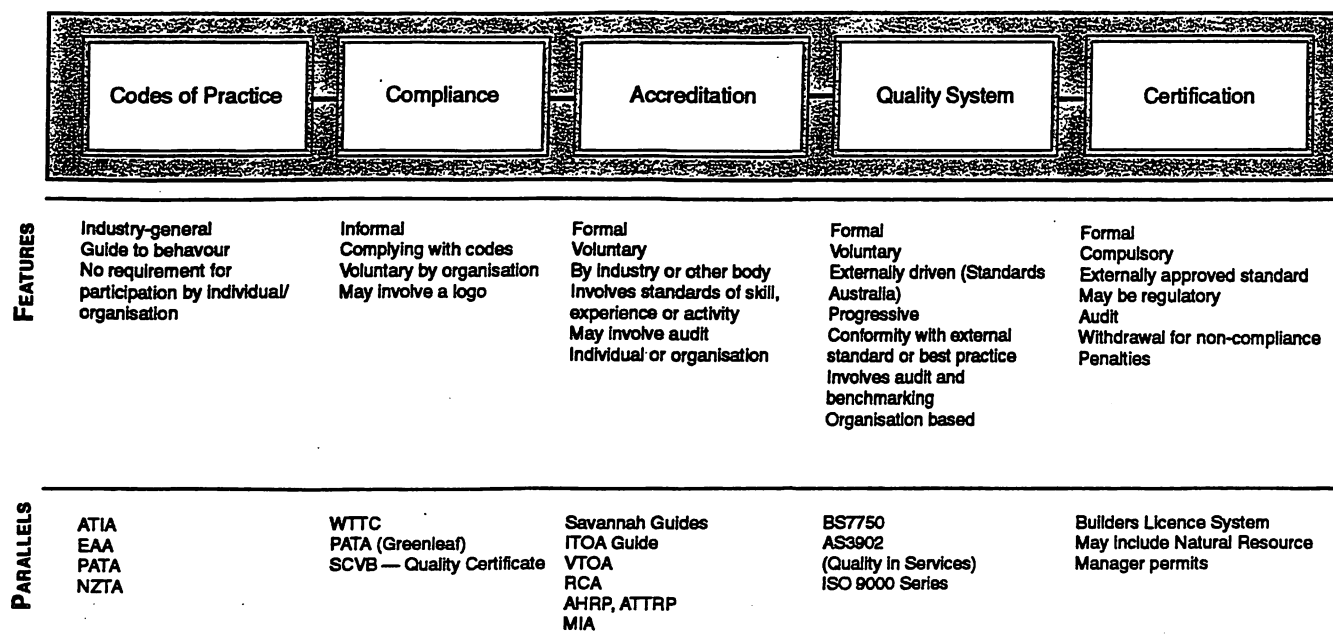 Codes of Practice
Compliance
Accreditation
Quality System
Certification
FEATURES
Industry-general
Guide to behavour
No requirement for
participation by individual/
organisation
Informal
Complying with codes
Voluntary by organisation
May involve a logo
Formal
Voluntary
By industry or other body
Involves standards of skill,
experience or activity
May involve audit
Individual or organisation
Formal
Voluntary
Externally driven (Standards
Australia)
Progressive
Conformity with external
standard or best practice
Involves audit and
benchmarking
Organisation based
Formal
Compulsory
Externally approved standard
May be regulatory
Audit
Withdrawal for non-compliance
Penalties
PARALLELS
ATIA
EAA
PATA
NZTA
WTTC
PATA (Greenleaf)
SCVB — Quality Certificate
Savannah Guides
ITOA Guide
VTOA
RCA
AHRP, ATTRP
MIA
BS7750
AS3902
(Quality in Services)
ISO 9000 Series
Builders Licence System
May include Natural Resource
Manager permits